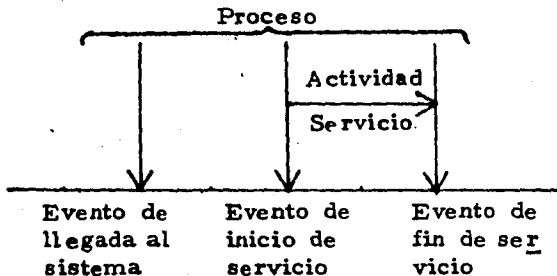 Proceso
Actividad
Servicio.
Evento de
llegada al
sistema
Evento de
inicio de
servicio
Evento de
fin de ser
vicio